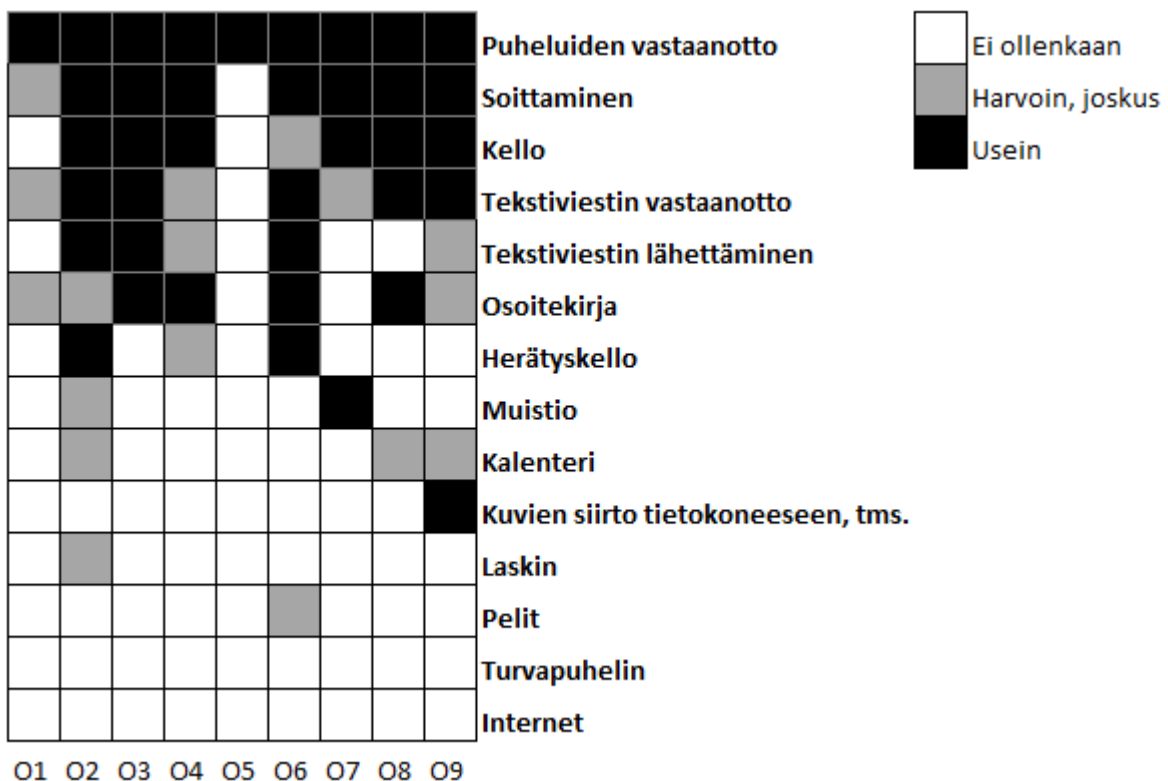 Puheluiden vastaanotto
Soittaminen
Kello
Tekstiviestin vastaanotto
Tekstiviestin lähettäminen
Osoitekirja
Herätyskello
Muistio
Kalenteri
Kuvien siirto tietokoneeseen, tms.
Laskin
Pelit
Turvapuhelin
Internet
O1 O2 O3 O4 O5 O6 O7 O8 O9
Ei ollenkaan
Harvoin, joskus
Usein